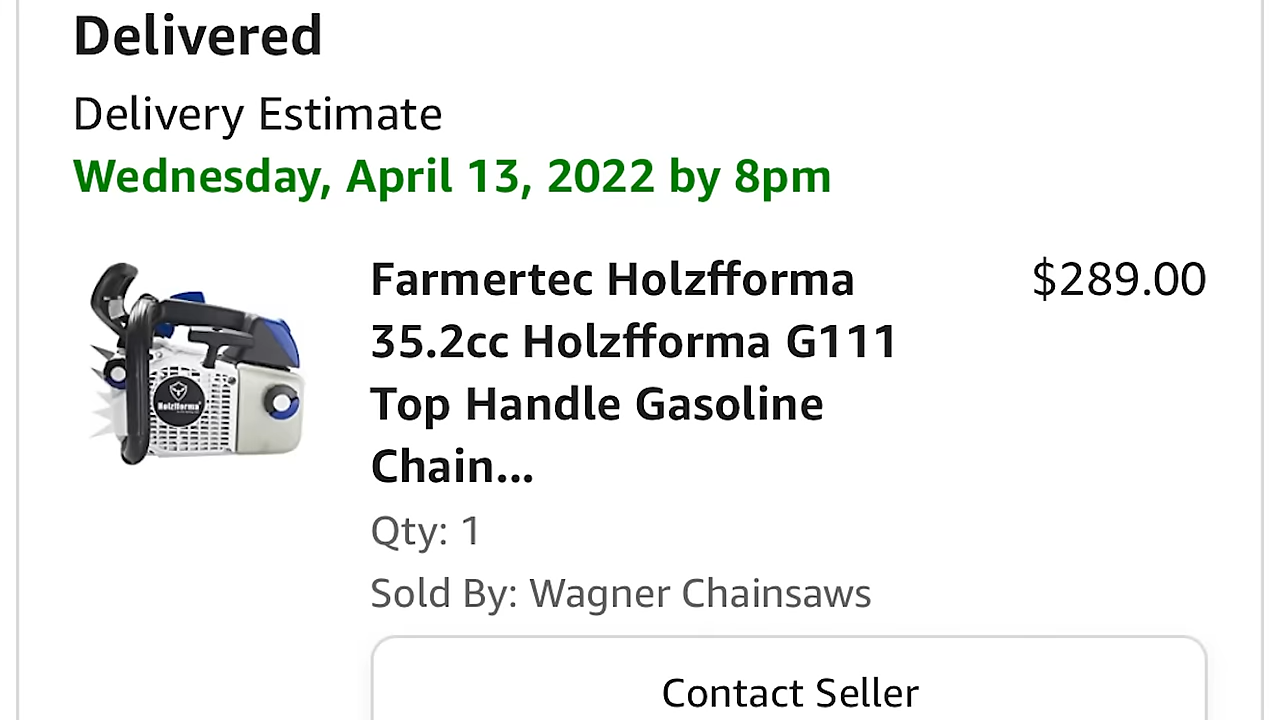 Delivered
Delivery Estimate
Wednesday, April 13, 2022 by 8pm
Farmertec Holzfforma
$289.00
35.2cc Holzfforma G111
Top Handle Gasoline
Chain...
Holzfforma
Qty: 1
Sold By: Wagner Chainsaws
Contact Seller